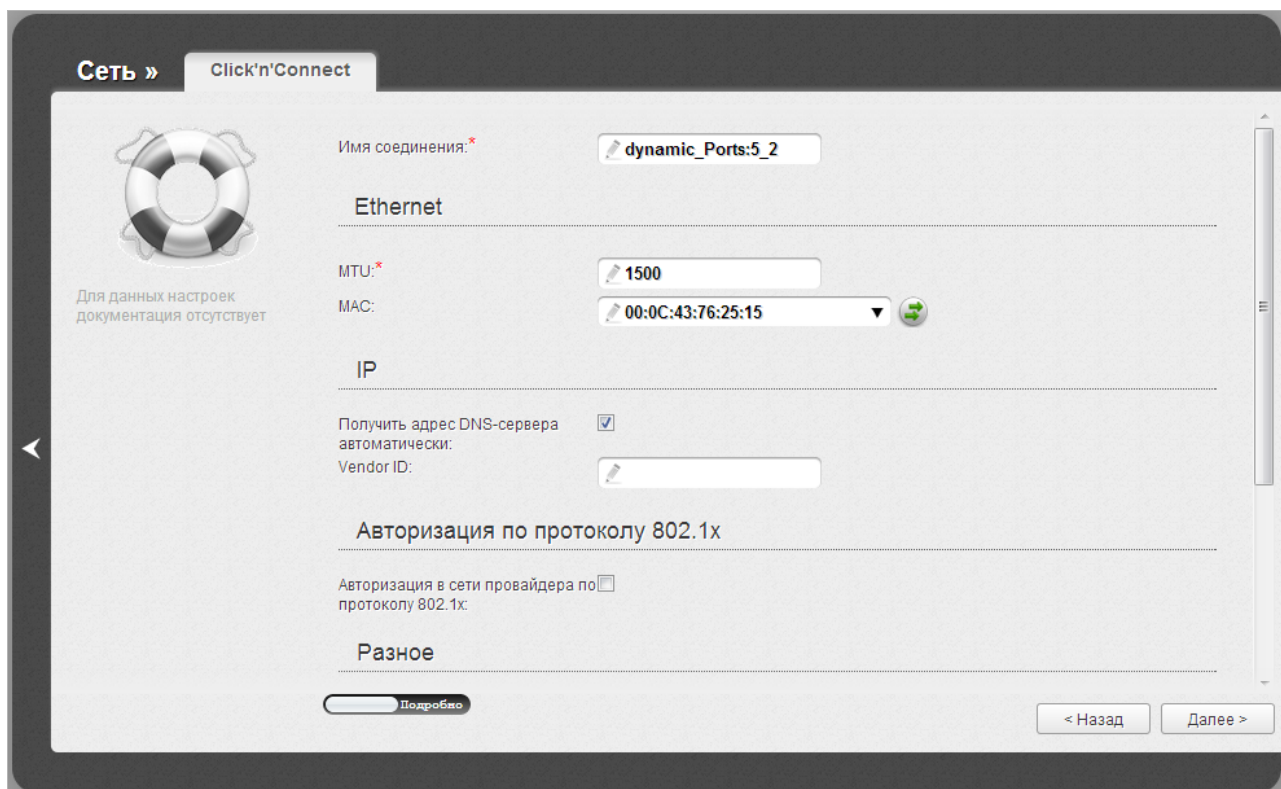 Сеть »
Click'n'Connect
Для данных настроек
документация отсутствует
Имя соединения:*
dynamic_Ports:5_2
Ethernet
MTU:*
1500
MAC:
00:0C:43:76:25:15
IP
Получить адрес DNS-сервера
автоматически:
Vendor ID:
Авторизация по протоколу 802.1x
Авторизация в сети провайдера по
протоколу 802.1x:
Разное
Подробно
< Назад
Далее >